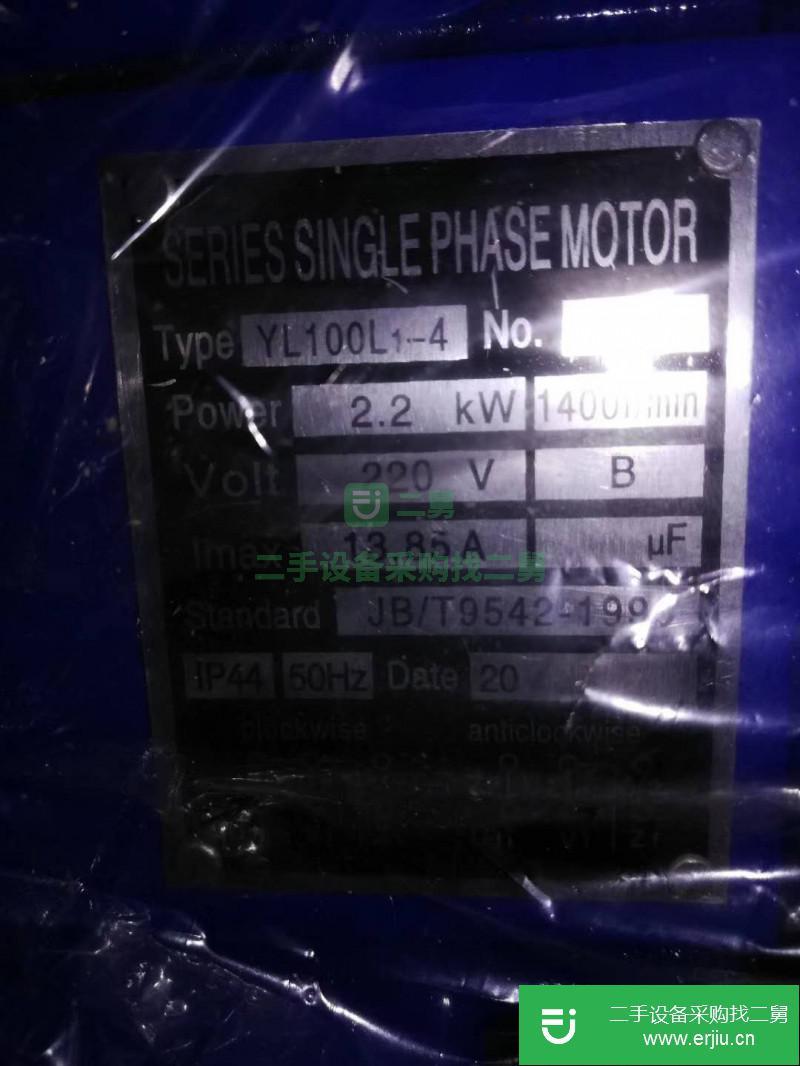 SERIES SINGLE PHASE MOTOR
Type YL100L1-4 No.
Power 2.2 kW 1400r/min
Volt 220 V B
Imax 13.85A μF
二舅
二手设备采购找二舅
Standard JB/T9542-1999
IP44 50Hz Date 20
clockwise anticlockwise
二手设备采购找二舅
www.erjiu.cn